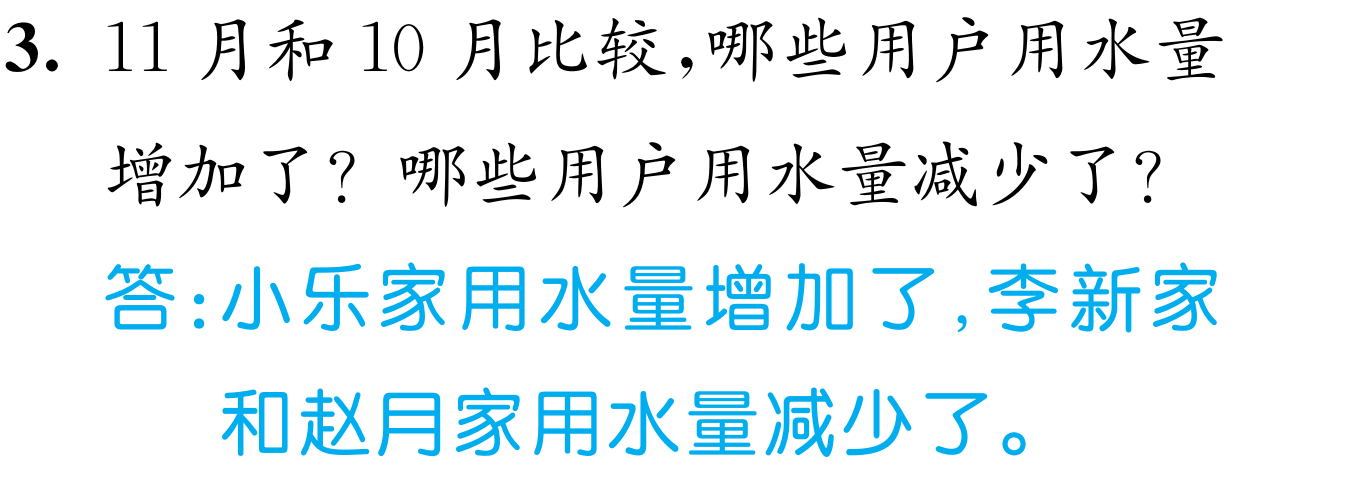 3. 11 月和 10 月比较,哪些用户用水量
增加了? 哪些用户用水量减少了?
答:小乐家用水量增加了,李新家
和赵月家用水量减少了。